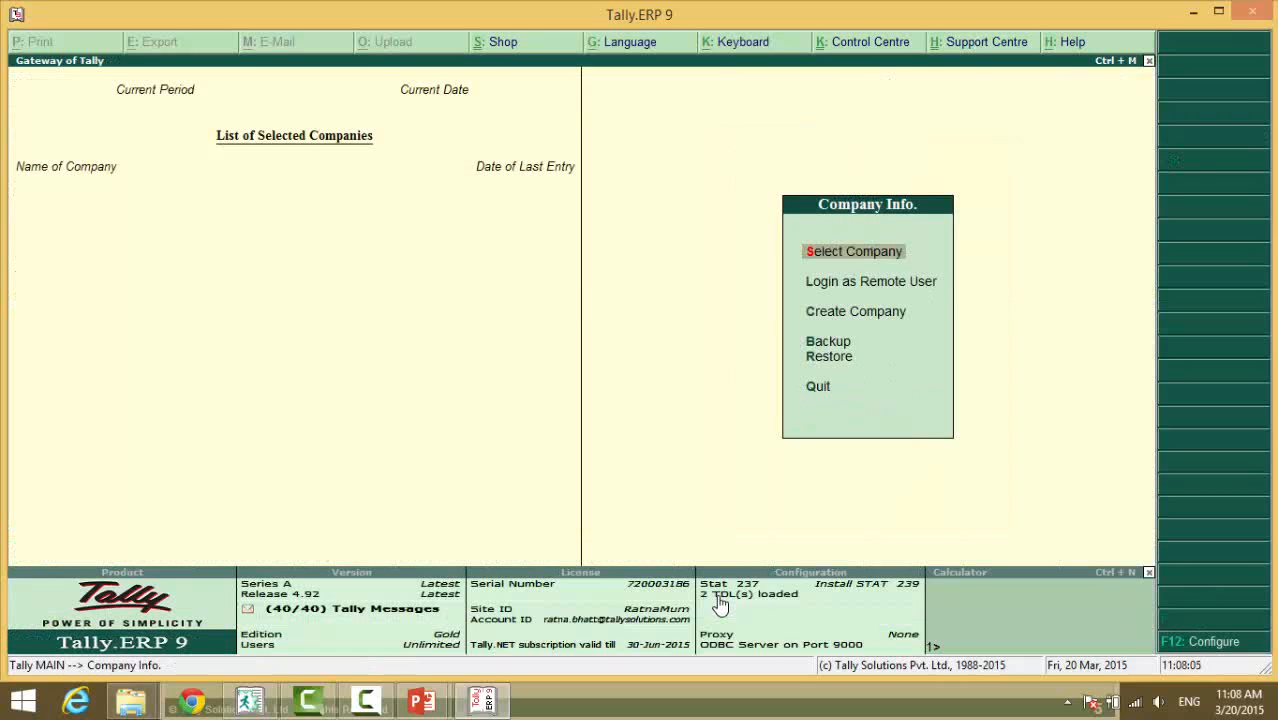 Tally.ERP 9
P: Print E: Export M: E-Mail O: Upload S: Shop G: Language K: Keyboard K: Control Centre H: Support Centre H: Help
Gateway of Tally Ctrl + M
Current Period Current Date
List of Selected Companies
Name of Company Date of Last Entry
Company Info.
Select Company
Login as Remote User
Create Company
Backup
Restore
Quit
Product Version License Configuration Calculator Ctrl + N
Tally
POWER OF SIMPLICITY
Tally.ERP 9
Series A Latest
Release 4.92 Latest
(40/40) Tally Messages
Edition Gold
Users Unlimited
Serial Number 720003186
Site ID RatnaMum
Account ID ratna.bhatt@tallysolutions.com
Tally.NET subscription valid till 30-Jun-2015
Stat 237 Install STAT 239
2 TDL(s) loaded
Proxy None
ODBC Server on Port 9000
1>
F12: Configure
Tally MAIN --> Company Info. (c) Tally Solutions Pvt. Ltd., 1988-2015 Fri, 20 Mar, 2015 11:08:05
Tally
ERP 9
ENG
11:08 AM
3/20/2015